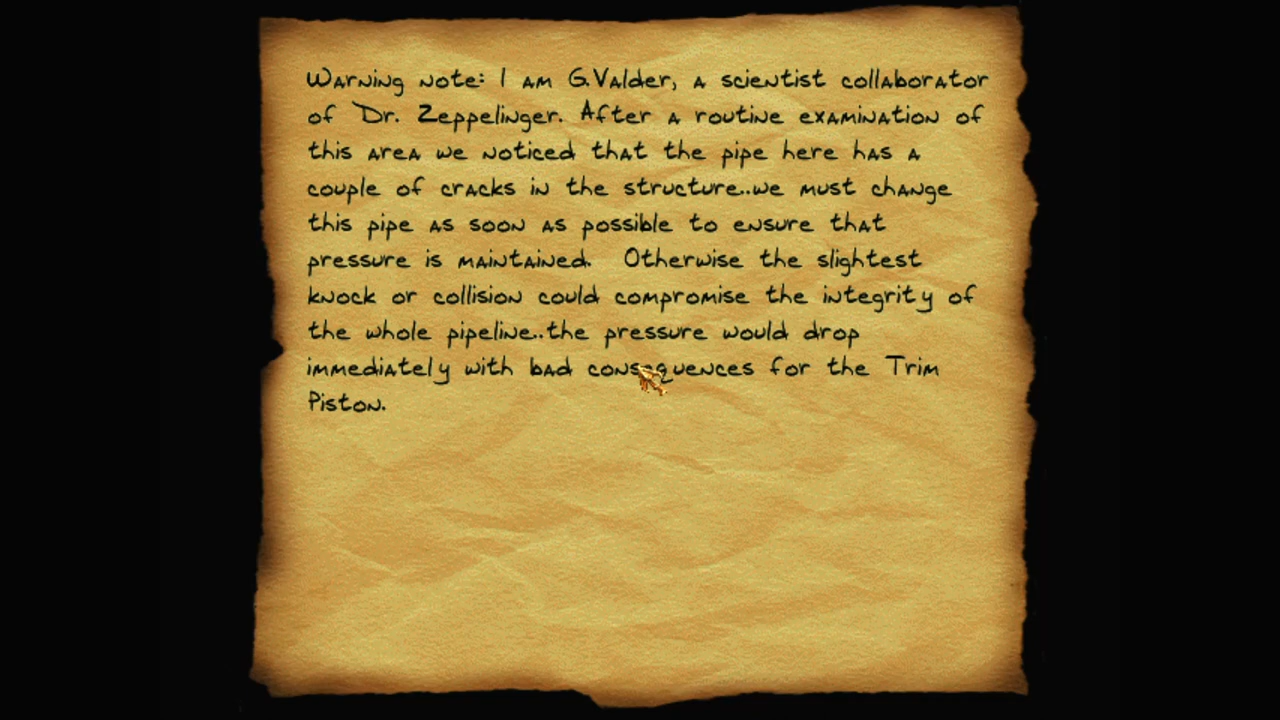 Warning note: I am G.Valder, a scientist collaborator
of Dr. Zeppelinger. After a routine examination of
this area we noticed that the pipe here has a
couple of cracks in the structure..we must change
this pipe as soon as possible to ensure that
pressure is maintained.  Otherwise the slightest
knock or collision could compromise the integrity of
the whole pipeline..the pressure would drop
immediately with bad consequences for the Trim
Piston.